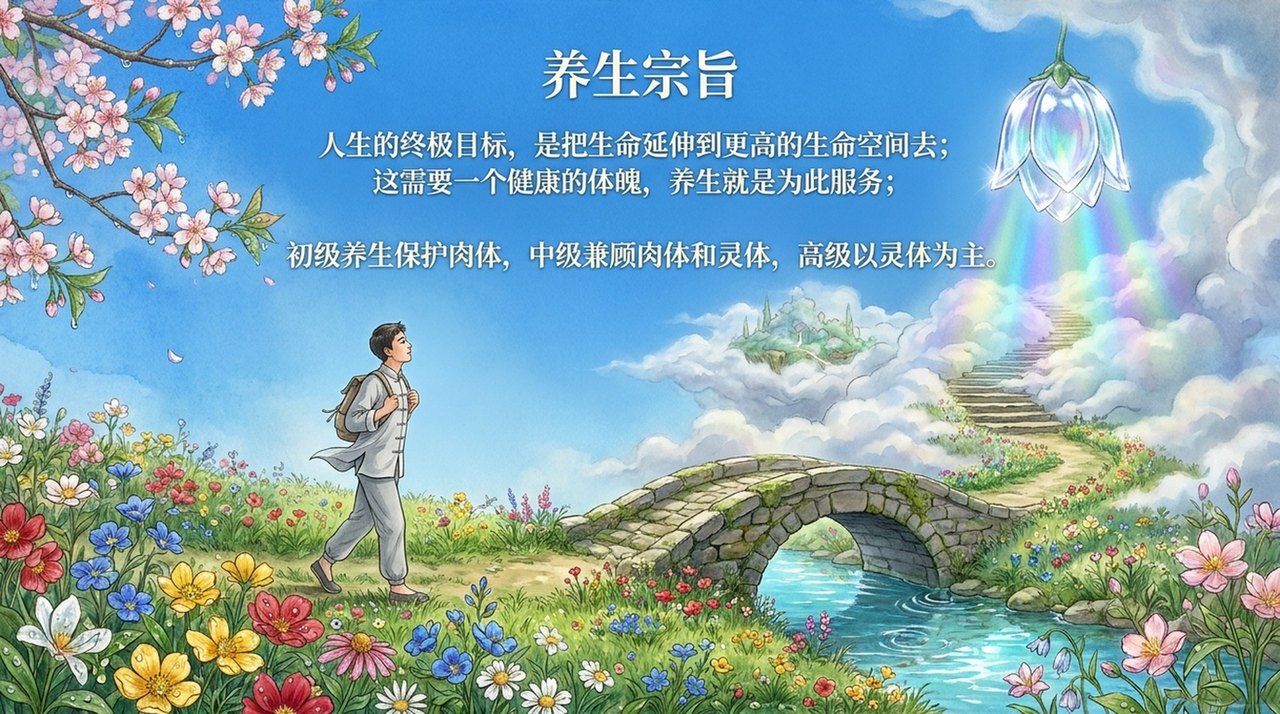 养生宗旨
人生的终极目标，是把生命延伸到更高的生命空间去；
这需要一个健康的体魄，养生就是为此服务；
初级养生保护肉体，中级兼顾肉体和灵体，高级以灵体为主。